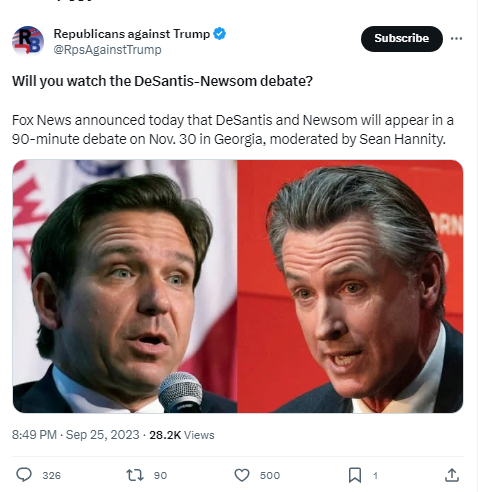 Republicans against Trump
@RpsAgainstTrump
Subscribe
Will you watch the DeSantis-Newsom debate?
Fox News announced today that DeSantis and Newsom will appear in a
90-minute debate on Nov. 30 in Georgia, moderated by Sean Hannity.
8:49 PM · Sep 25, 2023 · 28.2K Views
326
90
500
1